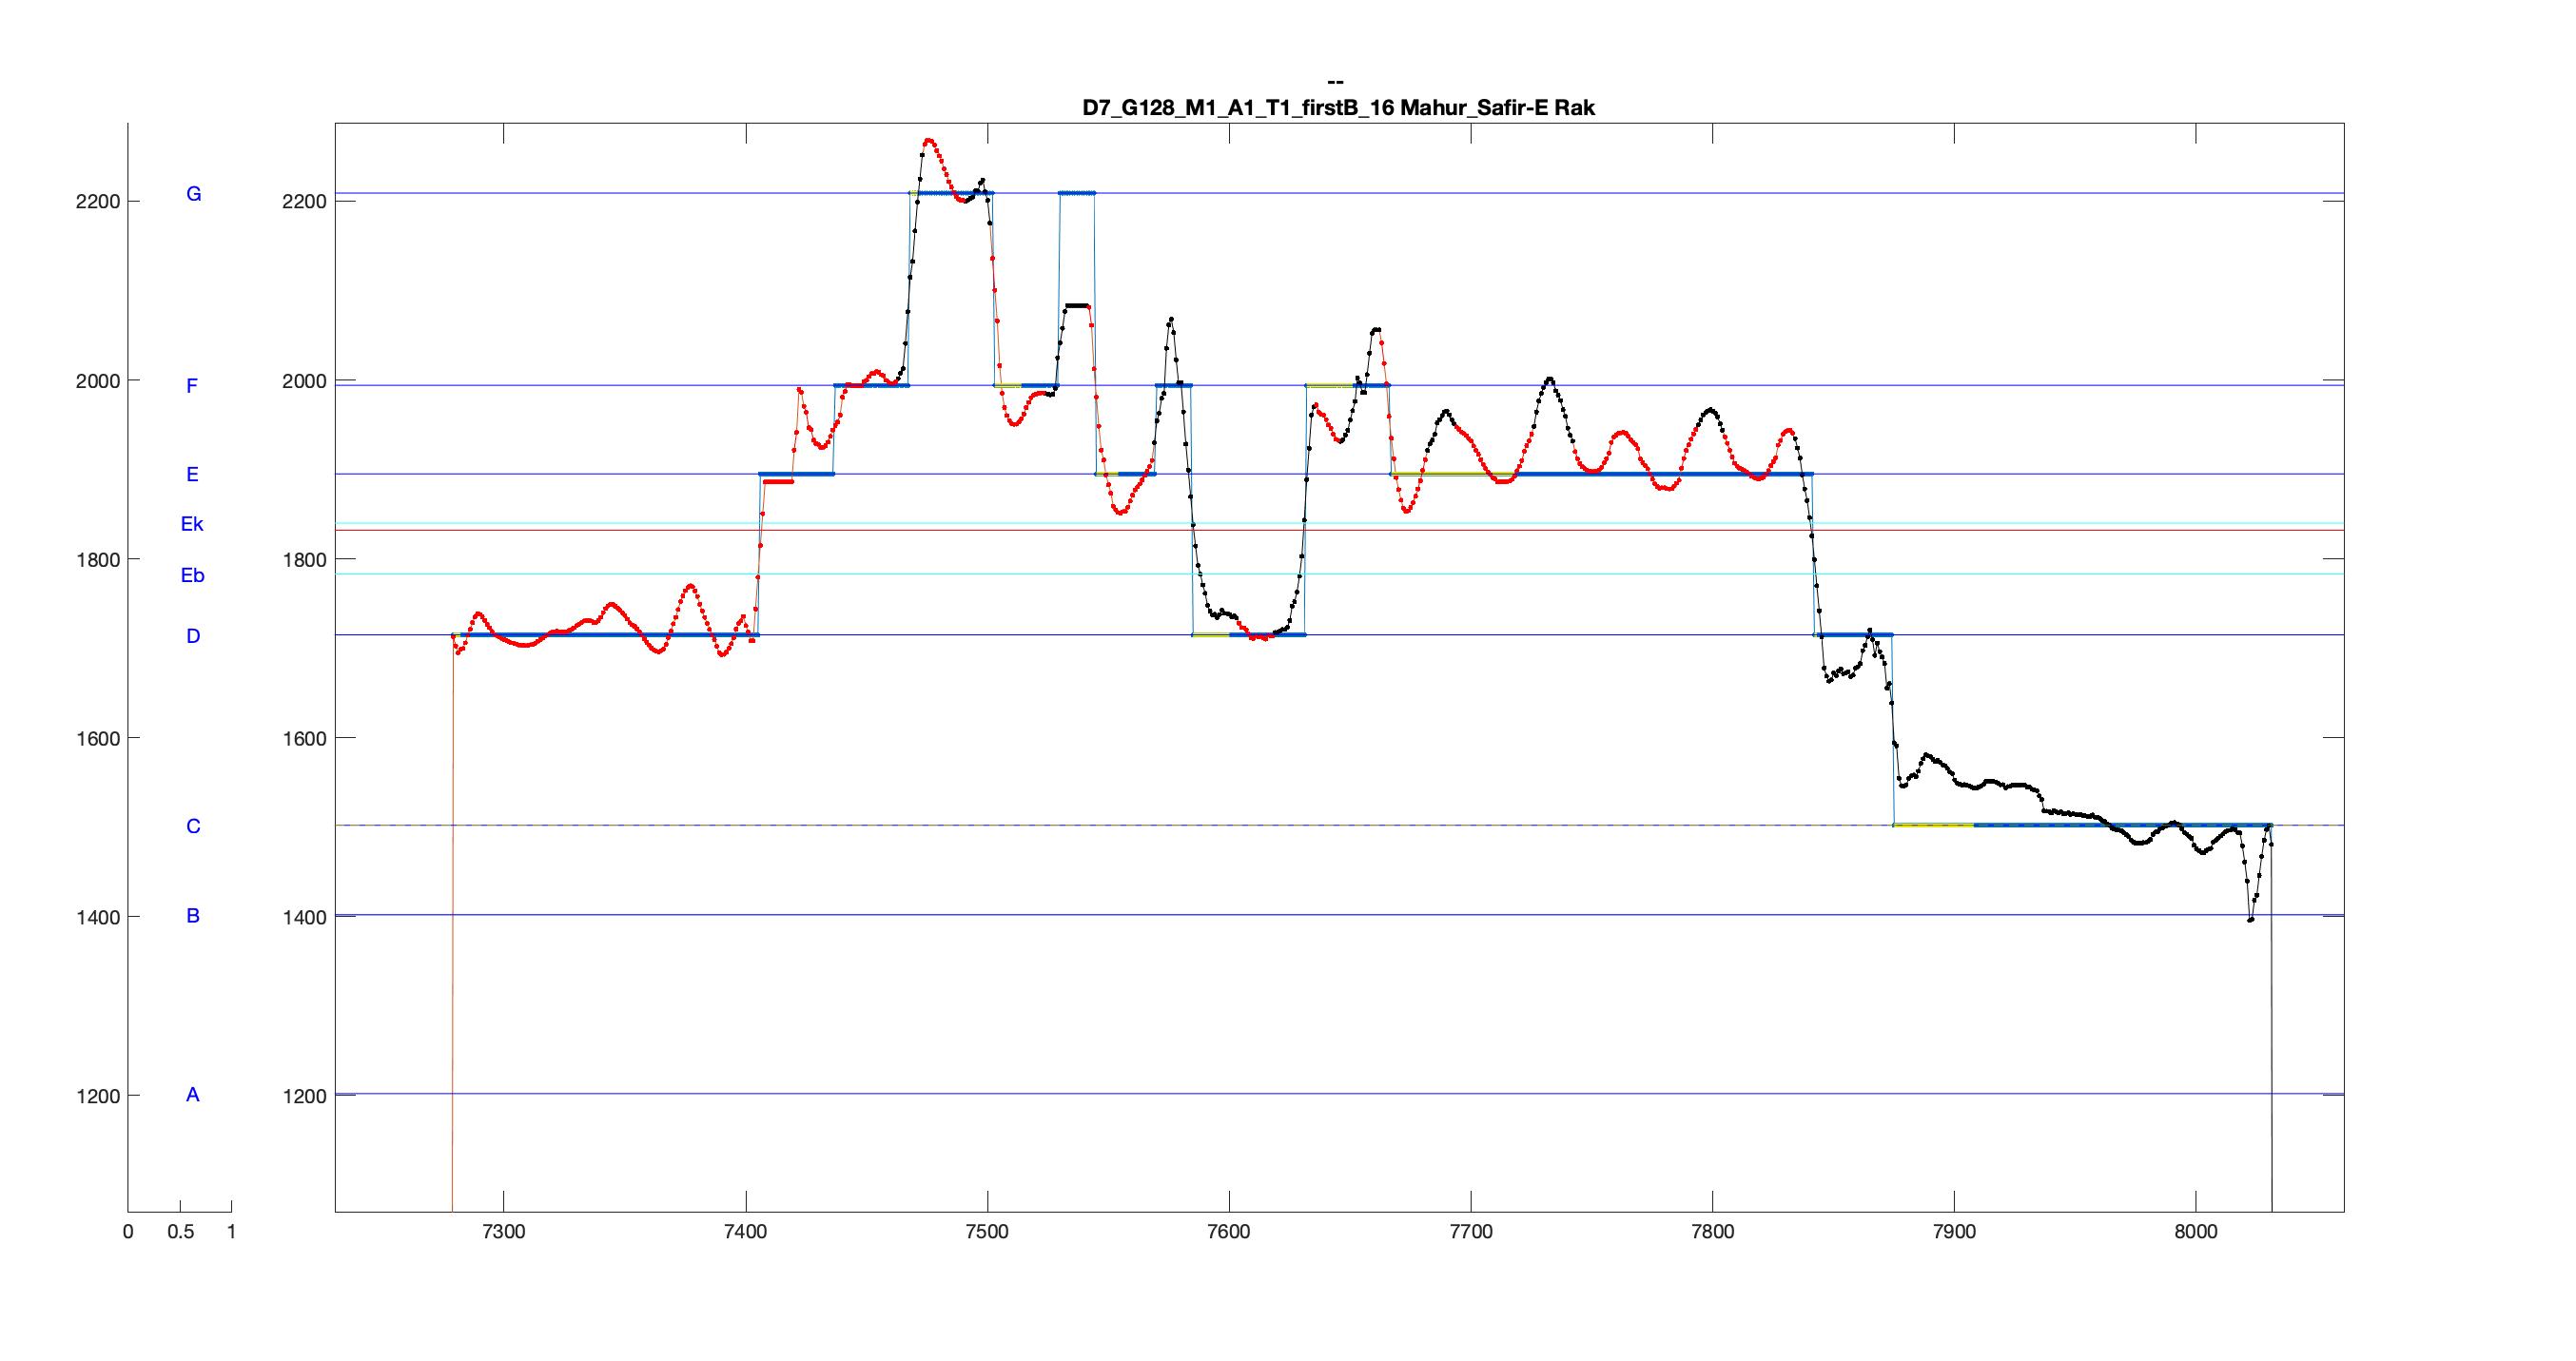 --
D7_G128_M1_A1_T1_firstB_16 Mahur_Safir-E Rak
2200 G 2200
2000 F 2000
E
Ek
1800 1800
Eb
D
1600 1600
C
1400 B 1400
1200 A 1200
0 0.5 1 7300 7400 7500 7600 7700 7800 7900 8000